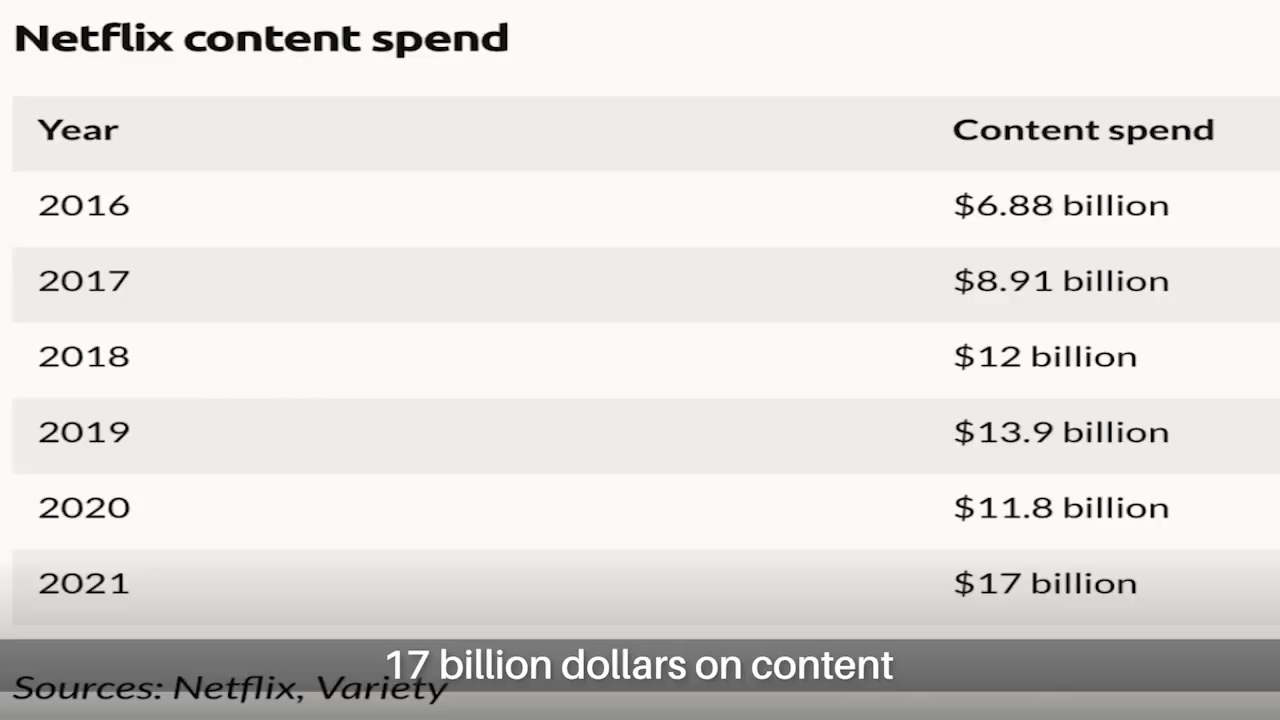 Netflix content spend
Year Content spend
2016 $6.88 billion
2017 $8.91 billion
2018 $12 billion
2019 $13.9 billion
2020 $11.8 billion
2021 $17 billion
17 billion dollars on content
Sources: Netflix, Variety